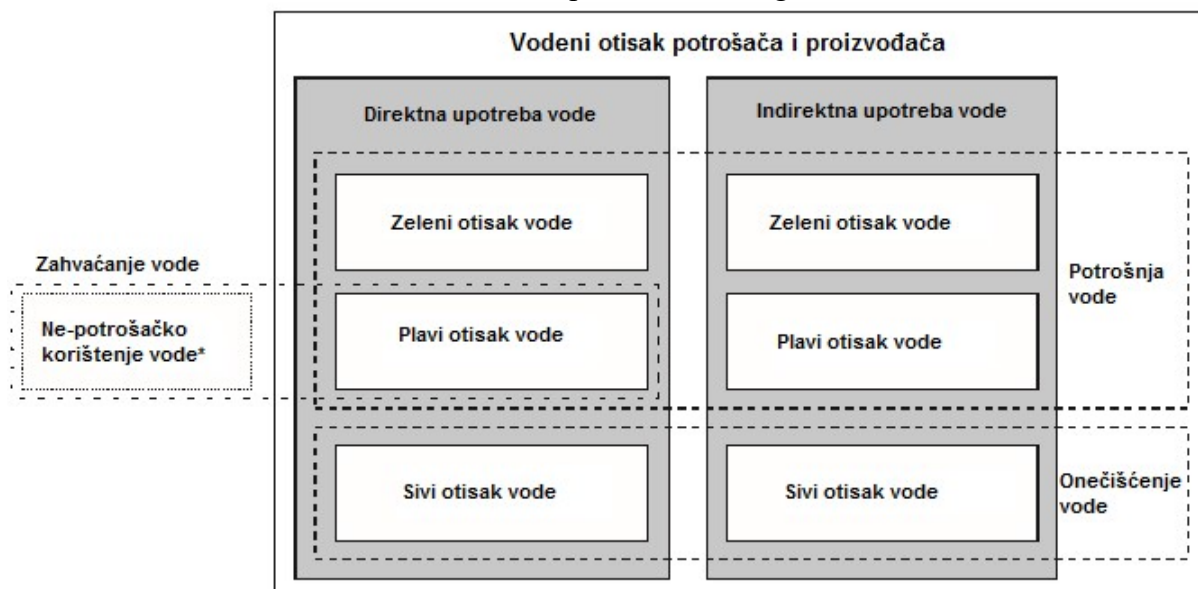 Vodeni otisak potrošača i proizvođača
Direktna upotreba vode
Indirektna upotreba vode
Zeleni otisak vode
Zeleni otisak vode
Zahvaćanje vode
Potrošnja
vode
Ne-potrošačko
korištenje vode*
Plavi otisak vode
Plavi otisak vode
Sivi otisak vode
Sivi otisak vode
Onečišćenje
vode